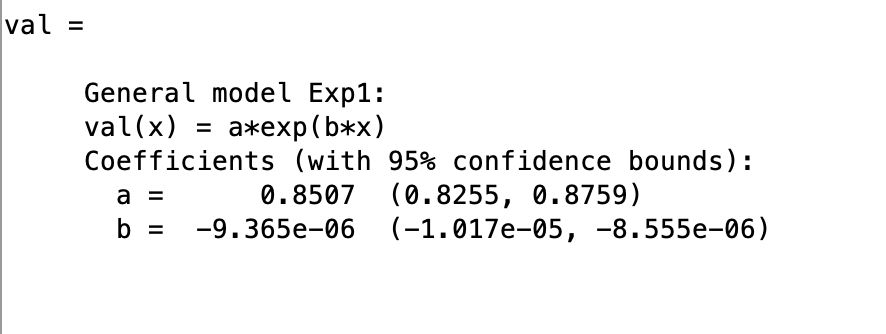 val =
General model Exp1:
val(x) = a*exp(b*x)
Coefficients (with 95% confidence bounds):
a = 0.8507 (0.8255, 0.8759)
b = -9.365e-06 (-1.017e-05, -8.555e-06)